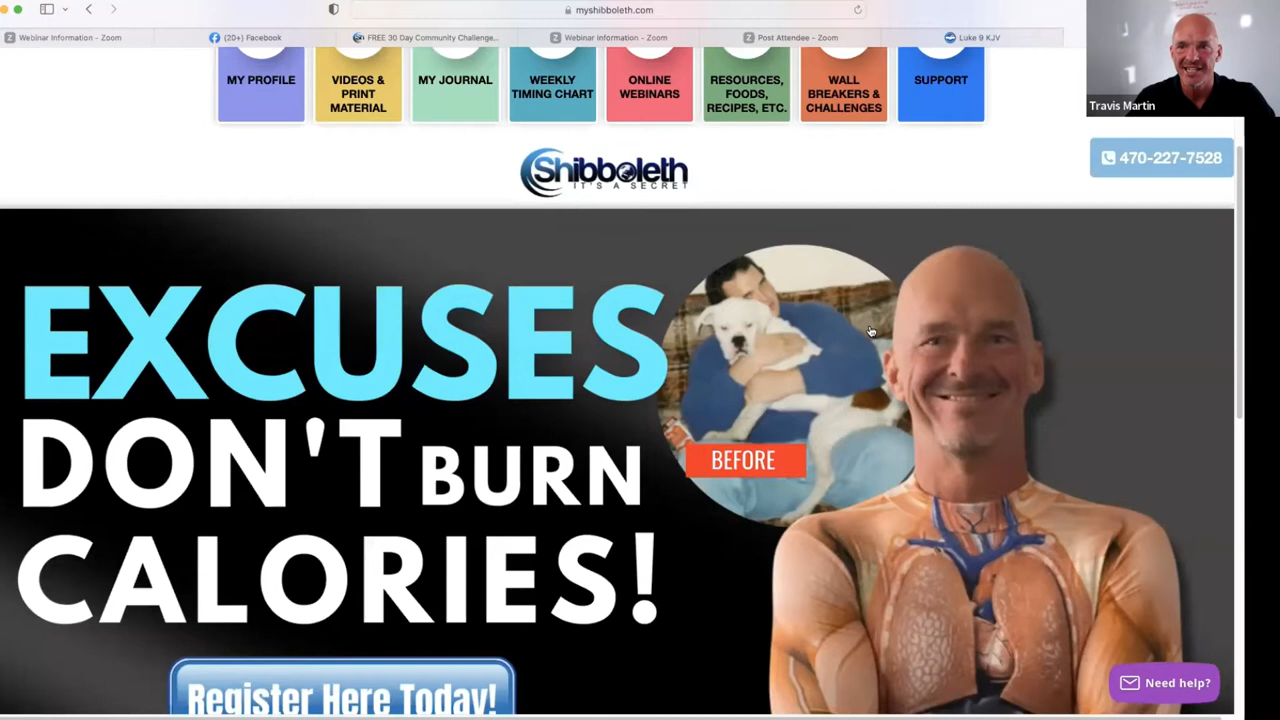 myshibboleth.com
Webinar Information - Zoom
(20+) Facebook
FREE 30 Day Community Challenge...
Webinar Information - Zoom
Post Attendee - Zoom
Luke 9 KJV
MY PROFILE
VIDEOS &
PRINT
MATERIAL
MY JOURNAL
WEEKLY
TIMING CHART
ONLINE
WEBINARS
RESOURCES,
FOODS,
RECIPES, ETC.
WALL
BREAKERS &
CHALLENGES
SUPPORT
Travis Martin
Shibboleth
IT'S A SECRET
470-227-7528
EXCUSES
DON'T BURN
CALORIES!
BEFORE
Register Here Today!
Need help?